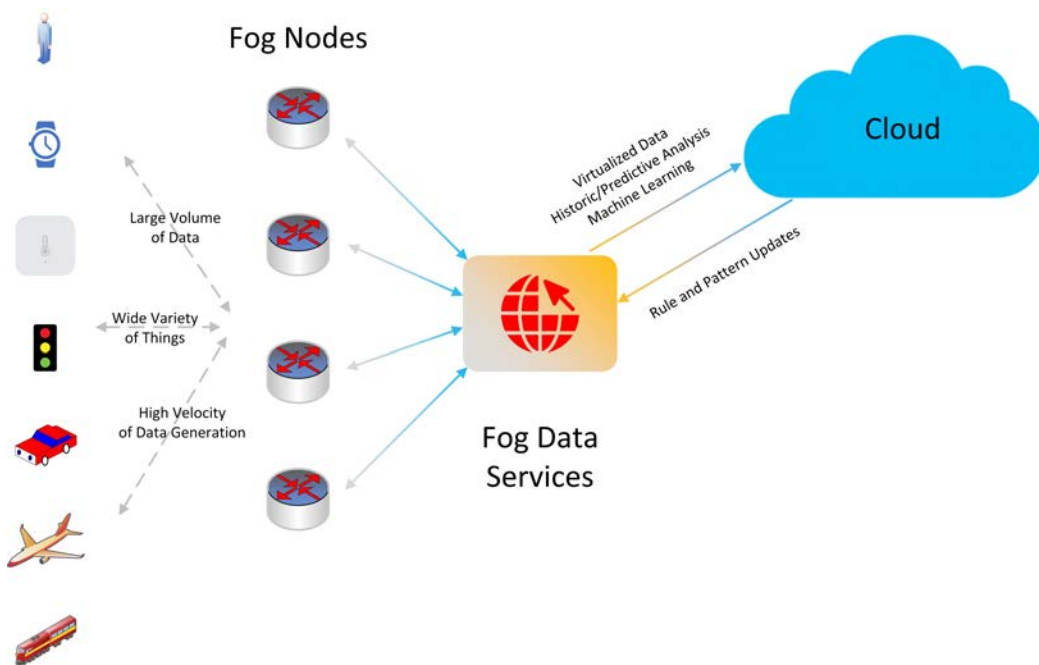 Fog Nodes
Cloud
Virtualized Data
Historic/Predictive Analysis
Machine Learning
Large Volume
of Data
Rule and Pattern Updates
Wide Variety
of Things
High Velocity
of Data Generation
Fog Data
Services